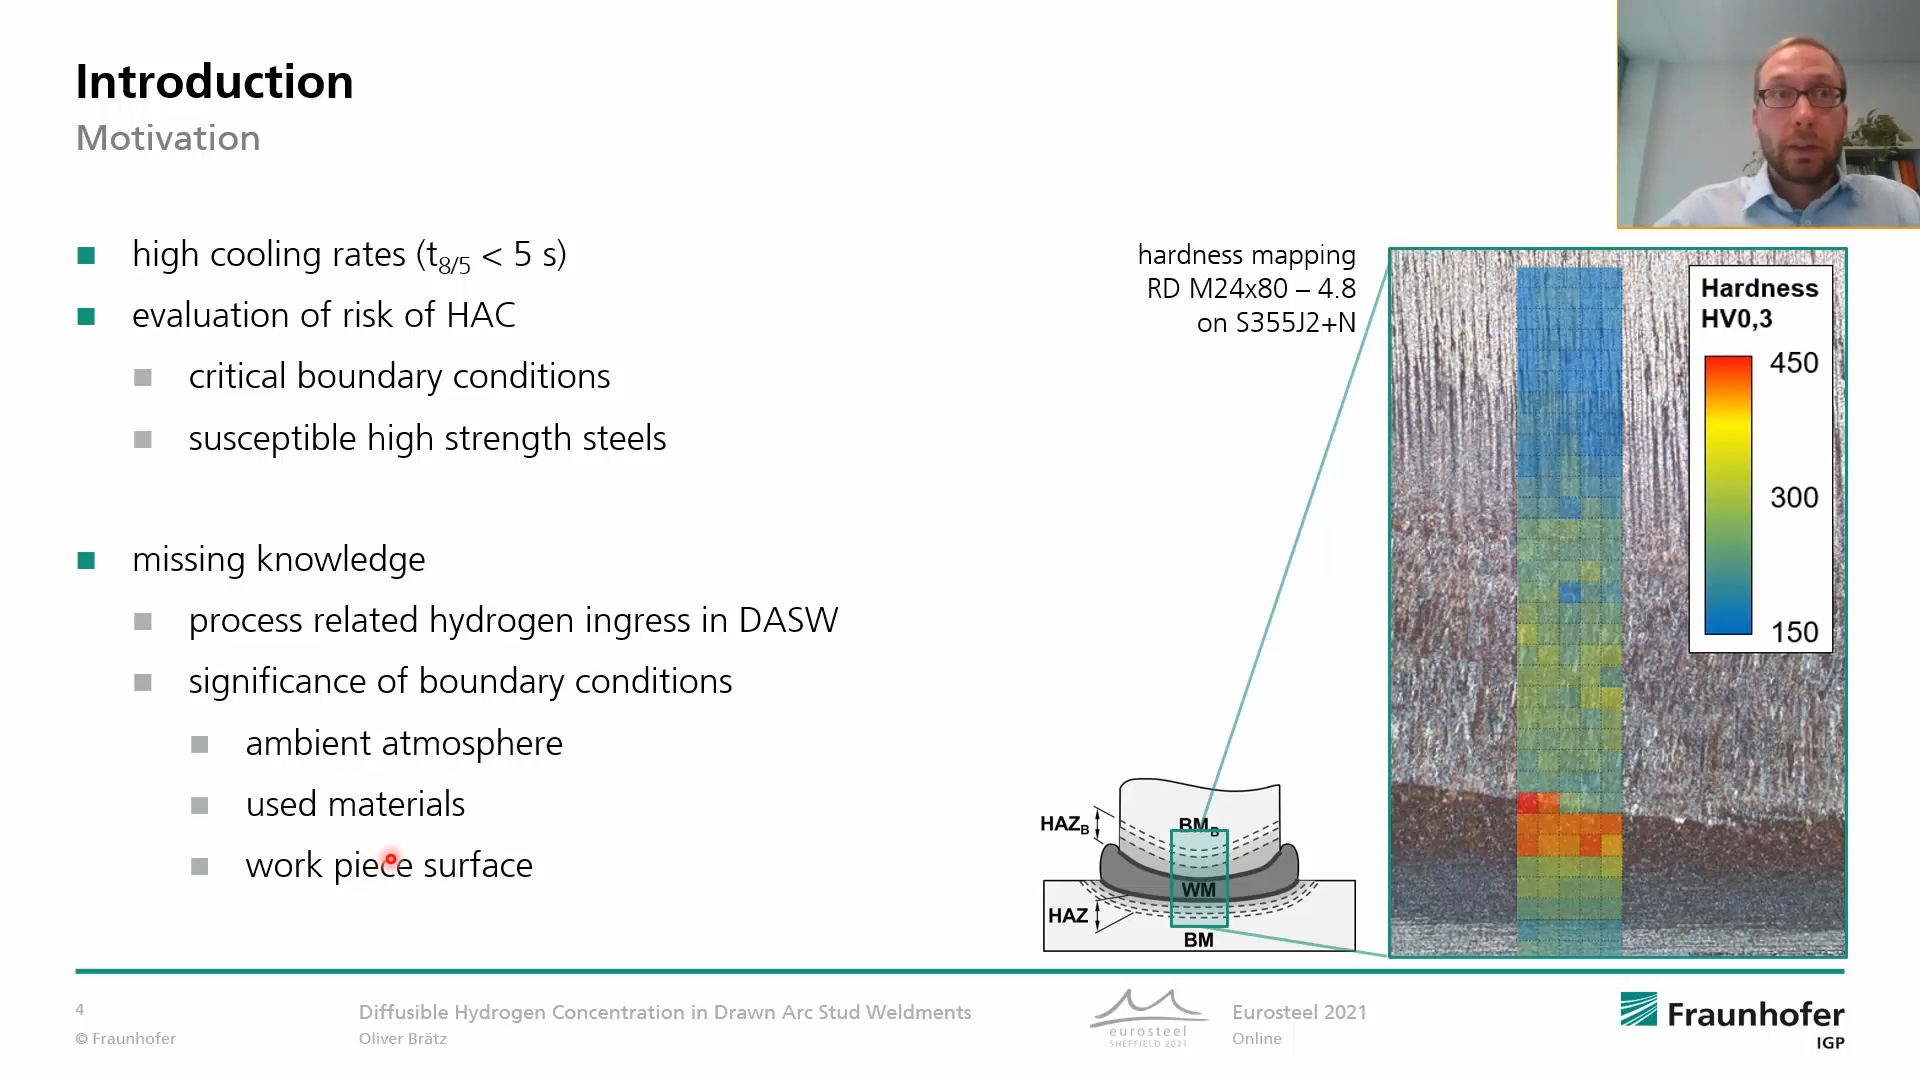 Introduction
Motivation
high cooling rates (t8/5 < 5 s)
evaluation of risk of HAC
critical boundary conditions
susceptible high strength steels
missing knowledge
process related hydrogen ingress in DASW
significance of boundary conditions
ambient atmosphere
used materials
work piece surface
hardness mapping
RD M24x80 – 4.8
on S355J2+N
Hardness
HV0,3
450
300
150
HAZB
BMB
WM
HAZ
BM
4
© Fraunhofer
Diffusible Hydrogen Concentration in Drawn Arc Stud Weldments
Oliver Brätz
eurosteel
SHEFFIELD 2021
Eurosteel 2021
Online
Fraunhofer
IGP